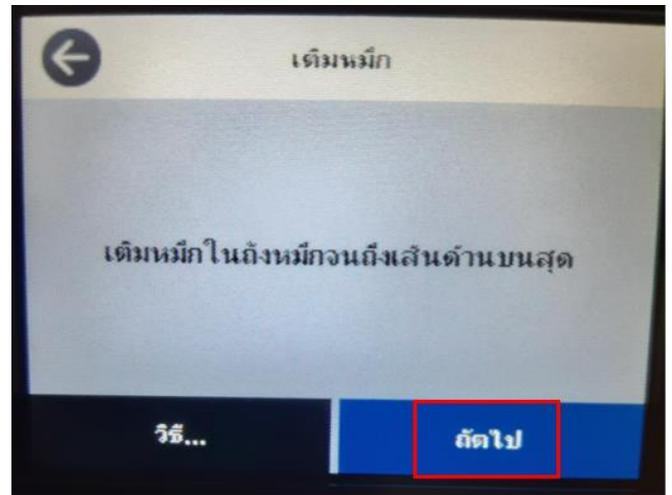 เติมหมึก
เติมหมึกในถังหมึกจนถึงเส้นด้านบนสุด
วิธี...
ถัดไป